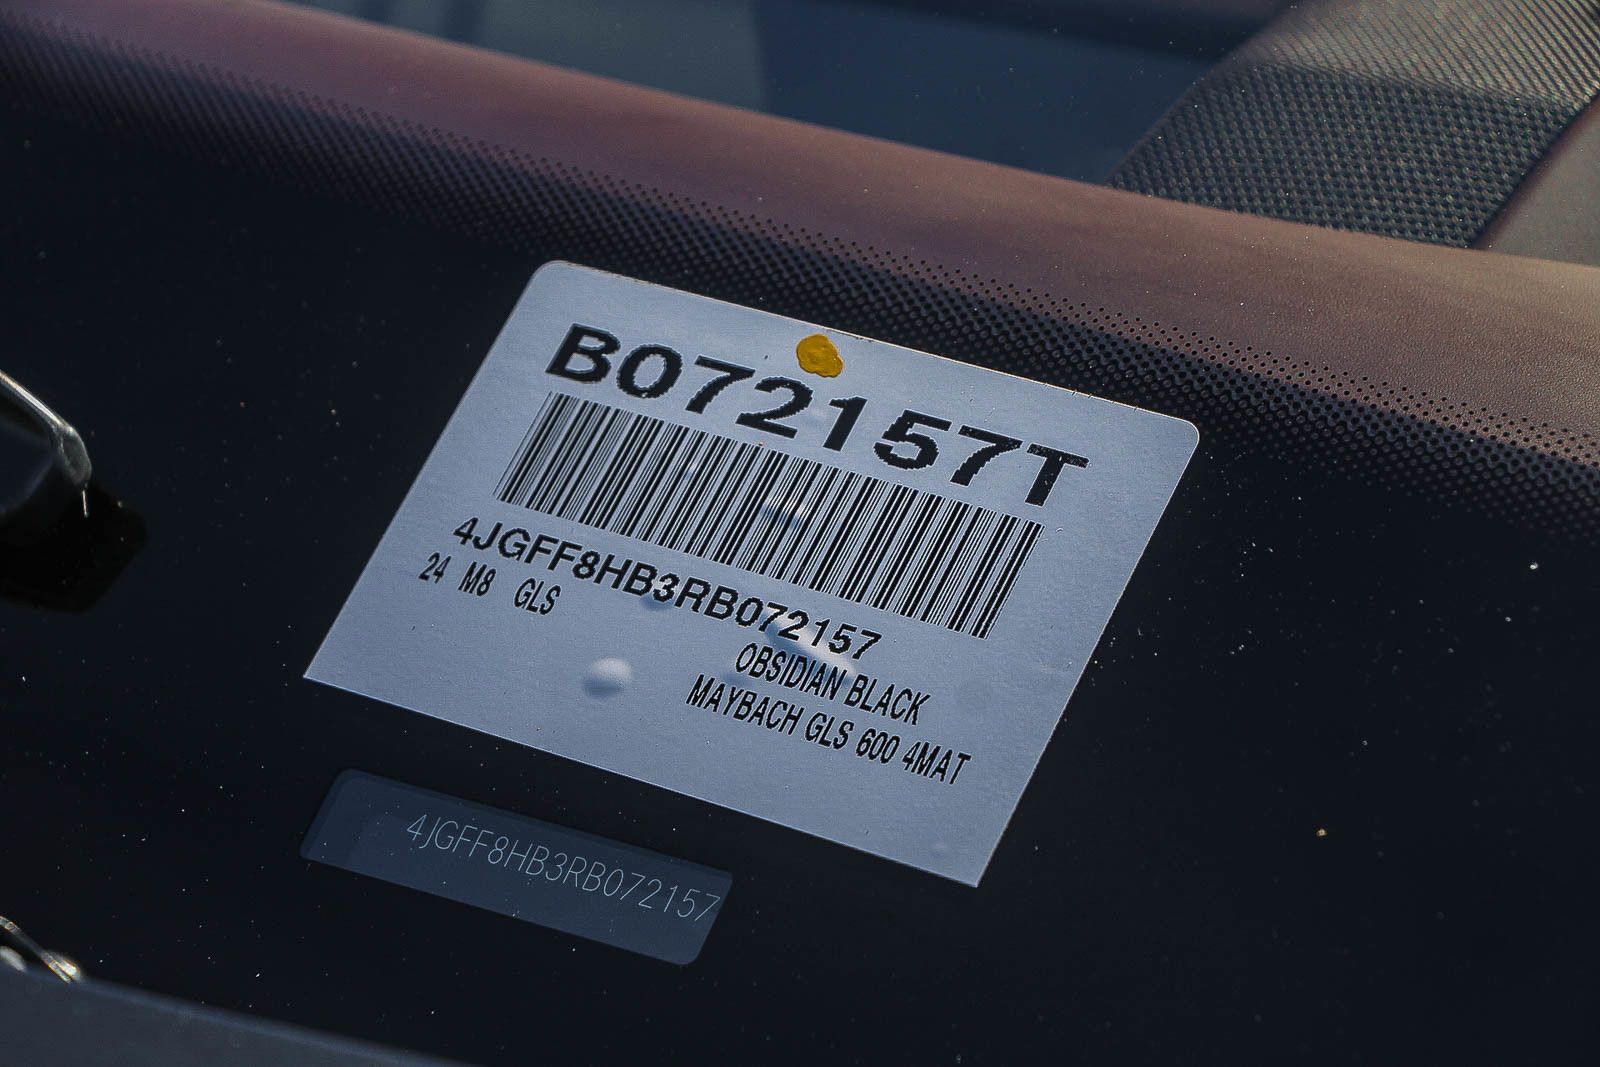 B072157T
4JGFF8HB3RB072157
24 M8 GLS
OBSIDIAN BLACK
MAYBACH GLS 600 4MAT
4JGFF8HB3RB072157